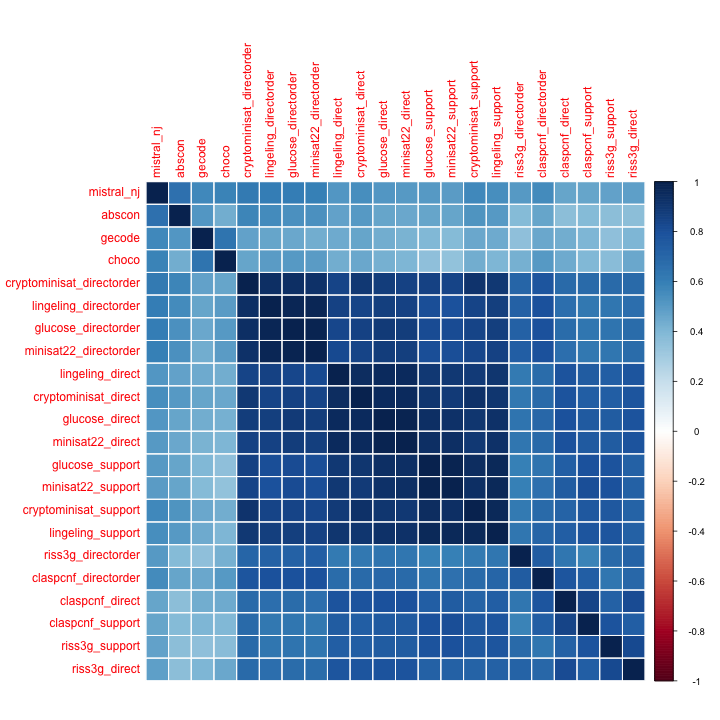 mistral_nj
abscon
gecode
choco
cryptominisat_directorder
lingeling_directorder
glucose_directorder
minisat22_directorder
lingeling_direct
cryptominisat_direct
glucose_direct
minisat22_direct
glucose_support
minisat22_support
cryptominisat_support
lingeling_support
riss3g_directorder
claspcnf_directorder
claspcnf_direct
claspcnf_support
riss3g_support
riss3g_direct
mistral_nj
abscon
gecode
choco
cryptominisat_directorder
lingeling_directorder
glucose_directorder
minisat22_directorder
lingeling_direct
cryptominisat_direct
glucose_direct
minisat22_direct
glucose_support
minisat22_support
cryptominisat_support
lingeling_support
riss3g_directorder
claspcnf_directorder
claspcnf_direct
claspcnf_support
riss3g_support
riss3g_direct
1
0.8
0.6
0.4
0.2
0
-0.2
-0.4
-0.6
-0.8
-1